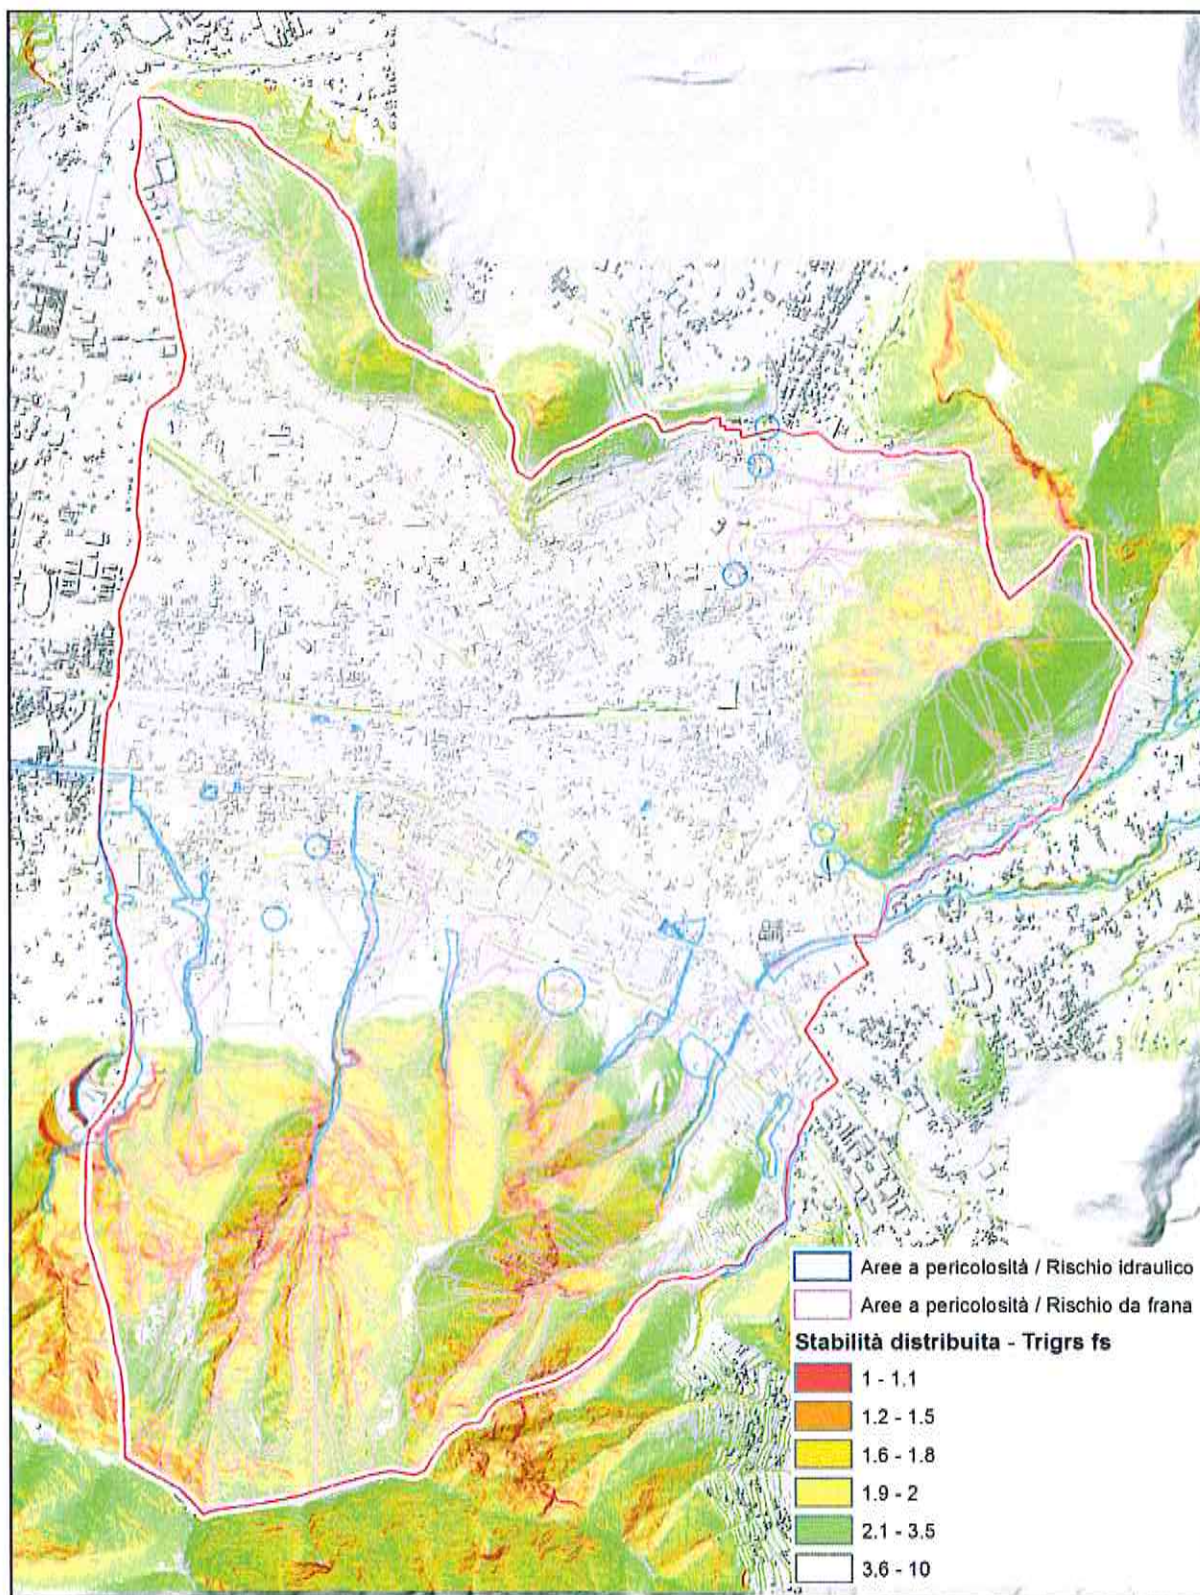 Aree a pericolosità / Rischio idraulico
Aree a pericolosità / Rischio da frana
Stabilità distribuita - Trigrs fs
1 - 1.1
1.2 - 1.5
1.6 - 1.8
1.9 - 2
2.1 - 3.5
3.6 - 10